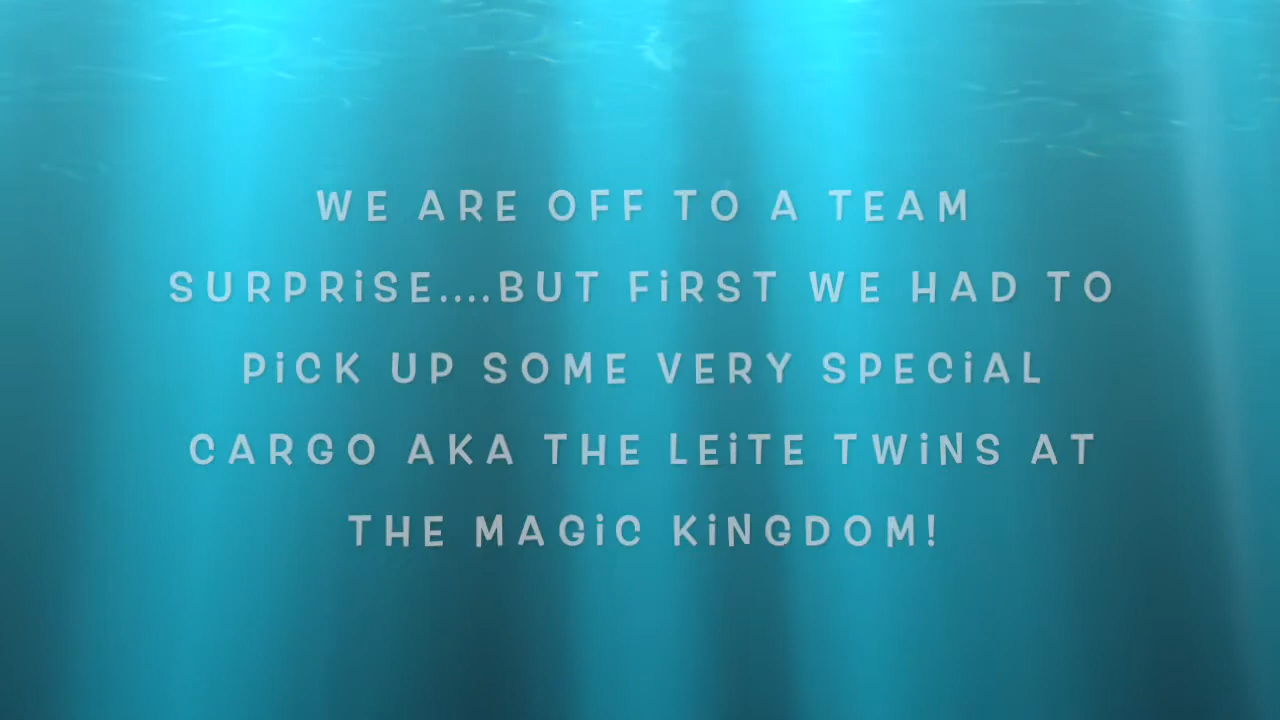 WE ARE OFF TO A TEAM
SURPRiSE....BUT FiRST WE HAD TO
PiCK UP SOME VERY SPECiAL
CARGO AKA THE LEiTE TWiNS AT
THE MAGiC KiNGDOM!